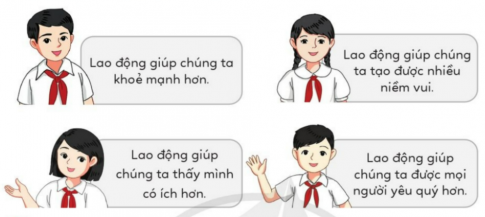 Lao động giúp chúng ta
khoẻ mạnh hơn.
Lao động giúp chúng
ta tạo được nhiều
niềm vui.
Lao động giúp
chúng ta thấy mình
có ích hơn.
Lao động giúp
chúng ta được mọi
người yêu quý hơn.